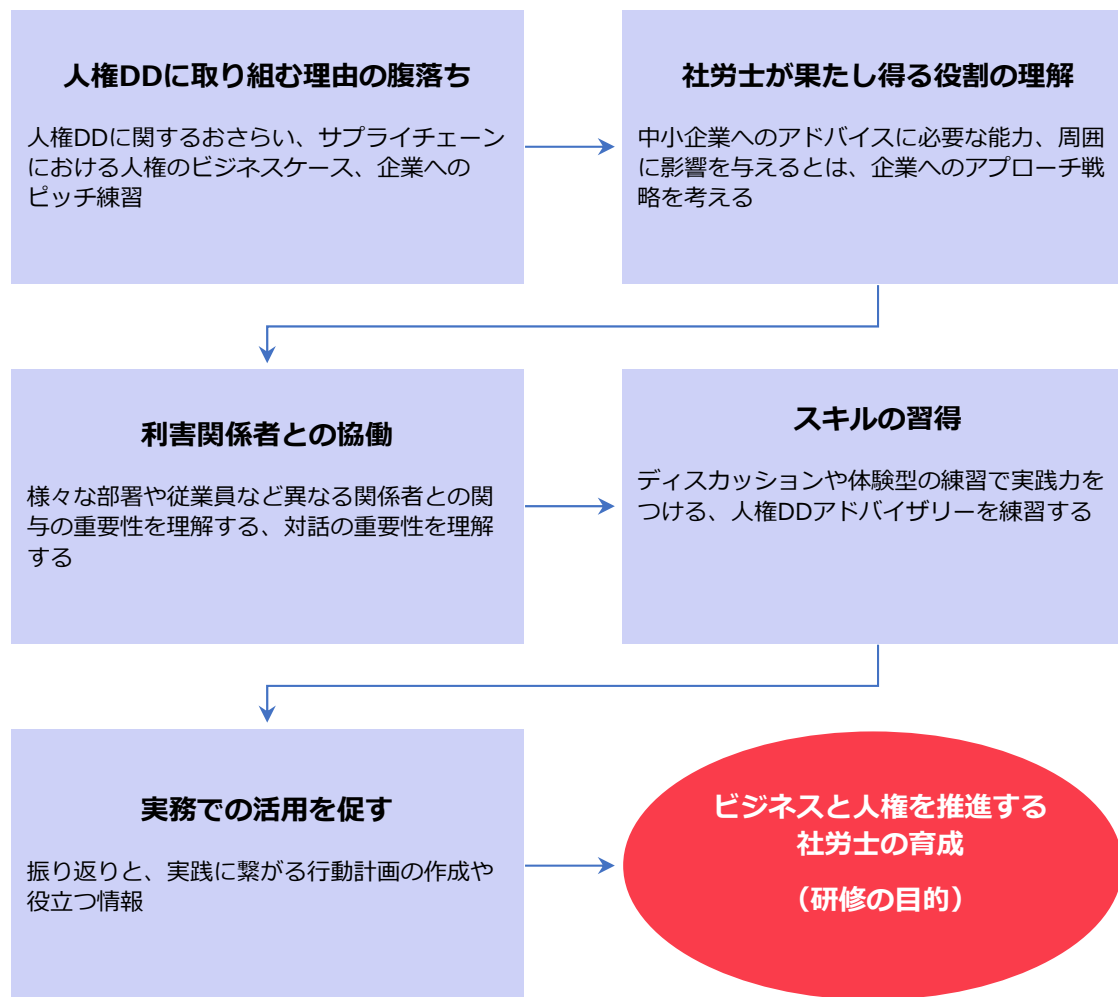 人権DDに取り組む理由の腹落ち
人権DDに関するおさらい、サプライチェーン
における人権のビジネスケース、企業への
ピッチ練習
社労士が果たし得る役割の理解
中小企業へのアドバイスに必要な能力、周囲
に影響を与えるとは、企業へのアプローチ戦
略を考える
利害関係者との協働
様々な部署や従業員など異なる関係者との関
与の重要性を理解する、対話の重要性を理解
する
スキルの習得
ディスカッションや体験型の練習で実践力を
つける、人権DDアドバイザリーを練習する
実務での活用を促す
振り返りと、実践に繋がる行動計画の作成や
役立つ情報
ビジネスと人権を推進する
社労士の育成
（研修の目的）